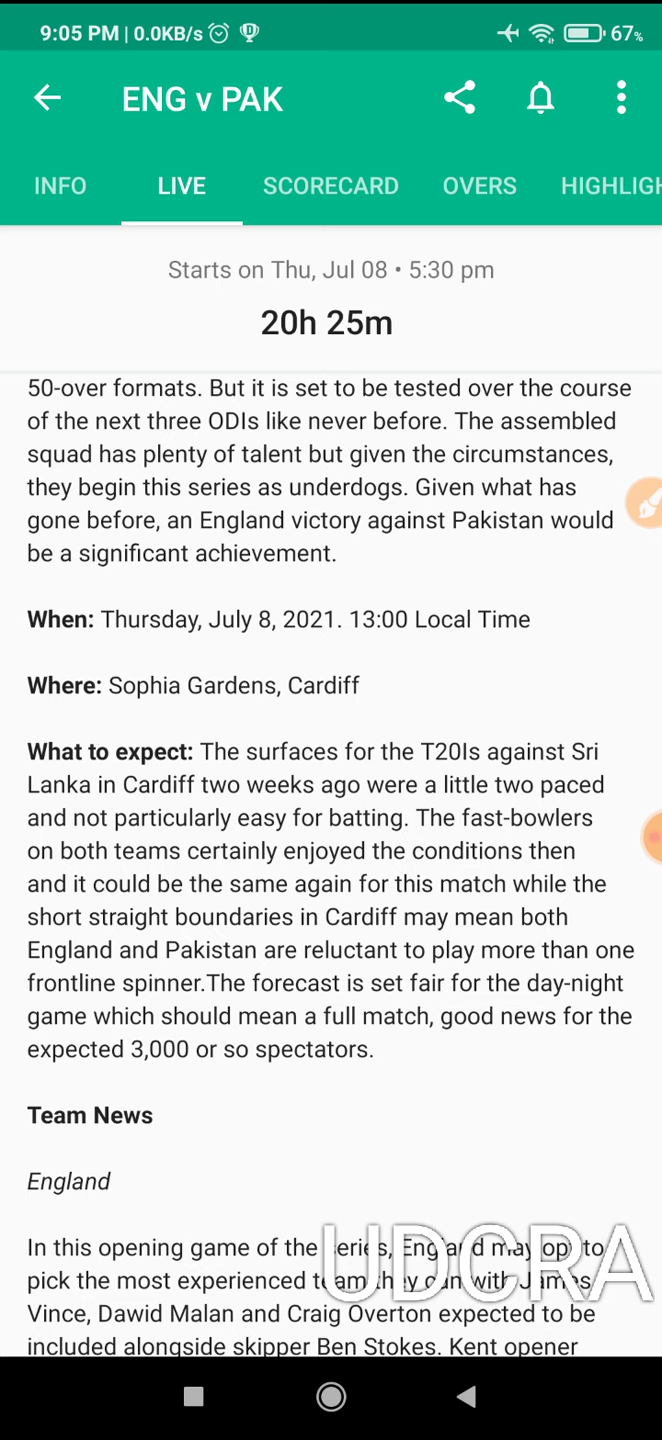 9:05 PM | 0.0KB/s
67%
ENG v PAK
INFO LIVE SCORECARD OVERS HIGHLIGH
Starts on Thu, Jul 08 • 5:30 pm
20h 25m
50-over formats. But it is set to be tested over the course
of the next three ODIs like never before. The assembled
squad has plenty of talent but given the circumstances,
they begin this series as underdogs. Given what has
gone before, an England victory against Pakistan would
be a significant achievement.
When: Thursday, July 8, 2021. 13:00 Local Time
Where: Sophia Gardens, Cardiff
What to expect: The surfaces for the T20Is against Sri
Lanka in Cardiff two weeks ago were a little two paced
and not particularly easy for batting. The fast-bowlers
on both teams certainly enjoyed the conditions then
and it could be the same again for this match while the
short straight boundaries in Cardiff may mean both
England and Pakistan are reluctant to play more than one
frontline spinner.The forecast is set fair for the day-night
game which should mean a full match, good news for the
expected 3,000 or so spectators.
Team News
England
In this opening game of the series, England may opt to
pick the most experienced team they can with James
Vince, Dawid Malan and Craig Overton expected to be
included alongside skipper Ben Stokes. Kent opener
UDCRA